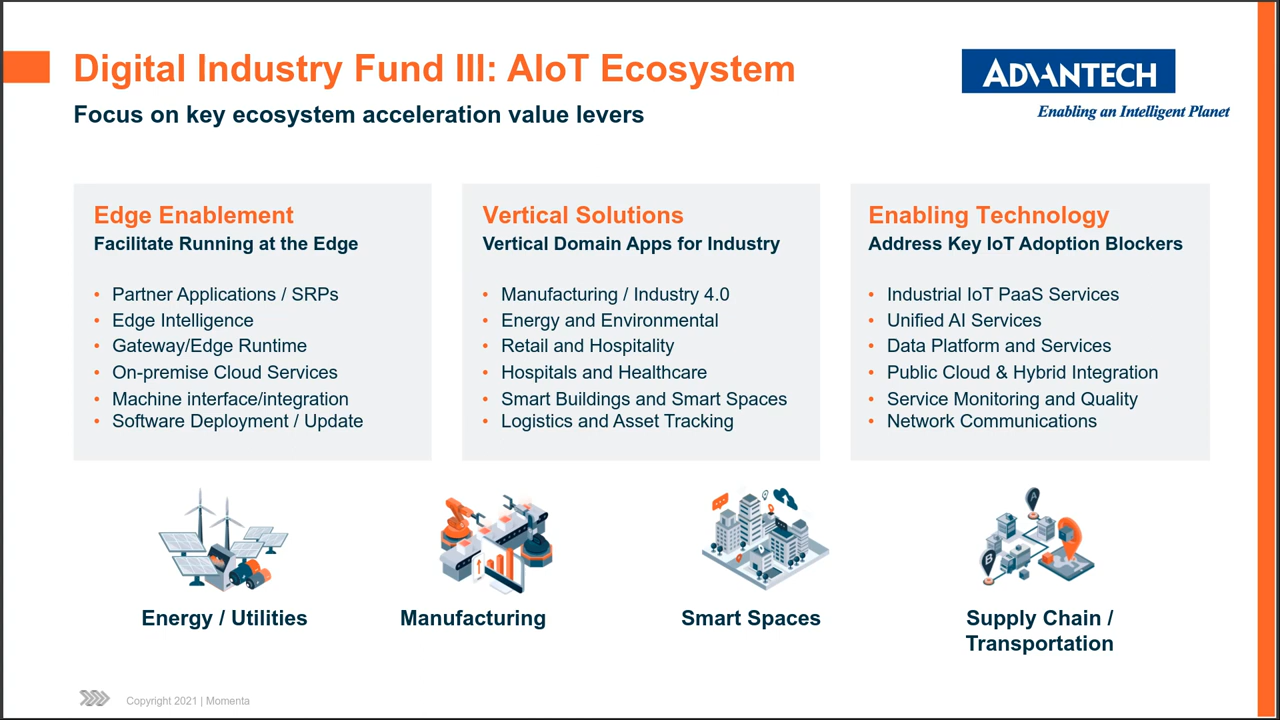 Digital Industry Fund III: AIoT Ecosystem
Focus on key ecosystem acceleration value levers
ADVANTECH
Enabling an Intelligent Planet
Edge Enablement
Facilitate Running at the Edge
• Partner Applications / SRPs
• Edge Intelligence
• Gateway/Edge Runtime
• On-premise Cloud Services
• Machine interface/integration
• Software Deployment / Update
Vertical Solutions
Vertical Domain Apps for Industry
• Manufacturing / Industry 4.0
• Energy and Environmental
• Retail and Hospitality
• Hospitals and Healthcare
• Smart Buildings and Smart Spaces
• Logistics and Asset Tracking
Enabling Technology
Address Key IoT Adoption Blockers
• Industrial IoT PaaS Services
• Unified AI Services
• Data Platform and Services
• Public Cloud & Hybrid Integration
• Service Monitoring and Quality
• Network Communications
A
B
Energy / Utilities
Manufacturing
Smart Spaces
Supply Chain /
Transportation
Copyright 2021 | Momenta